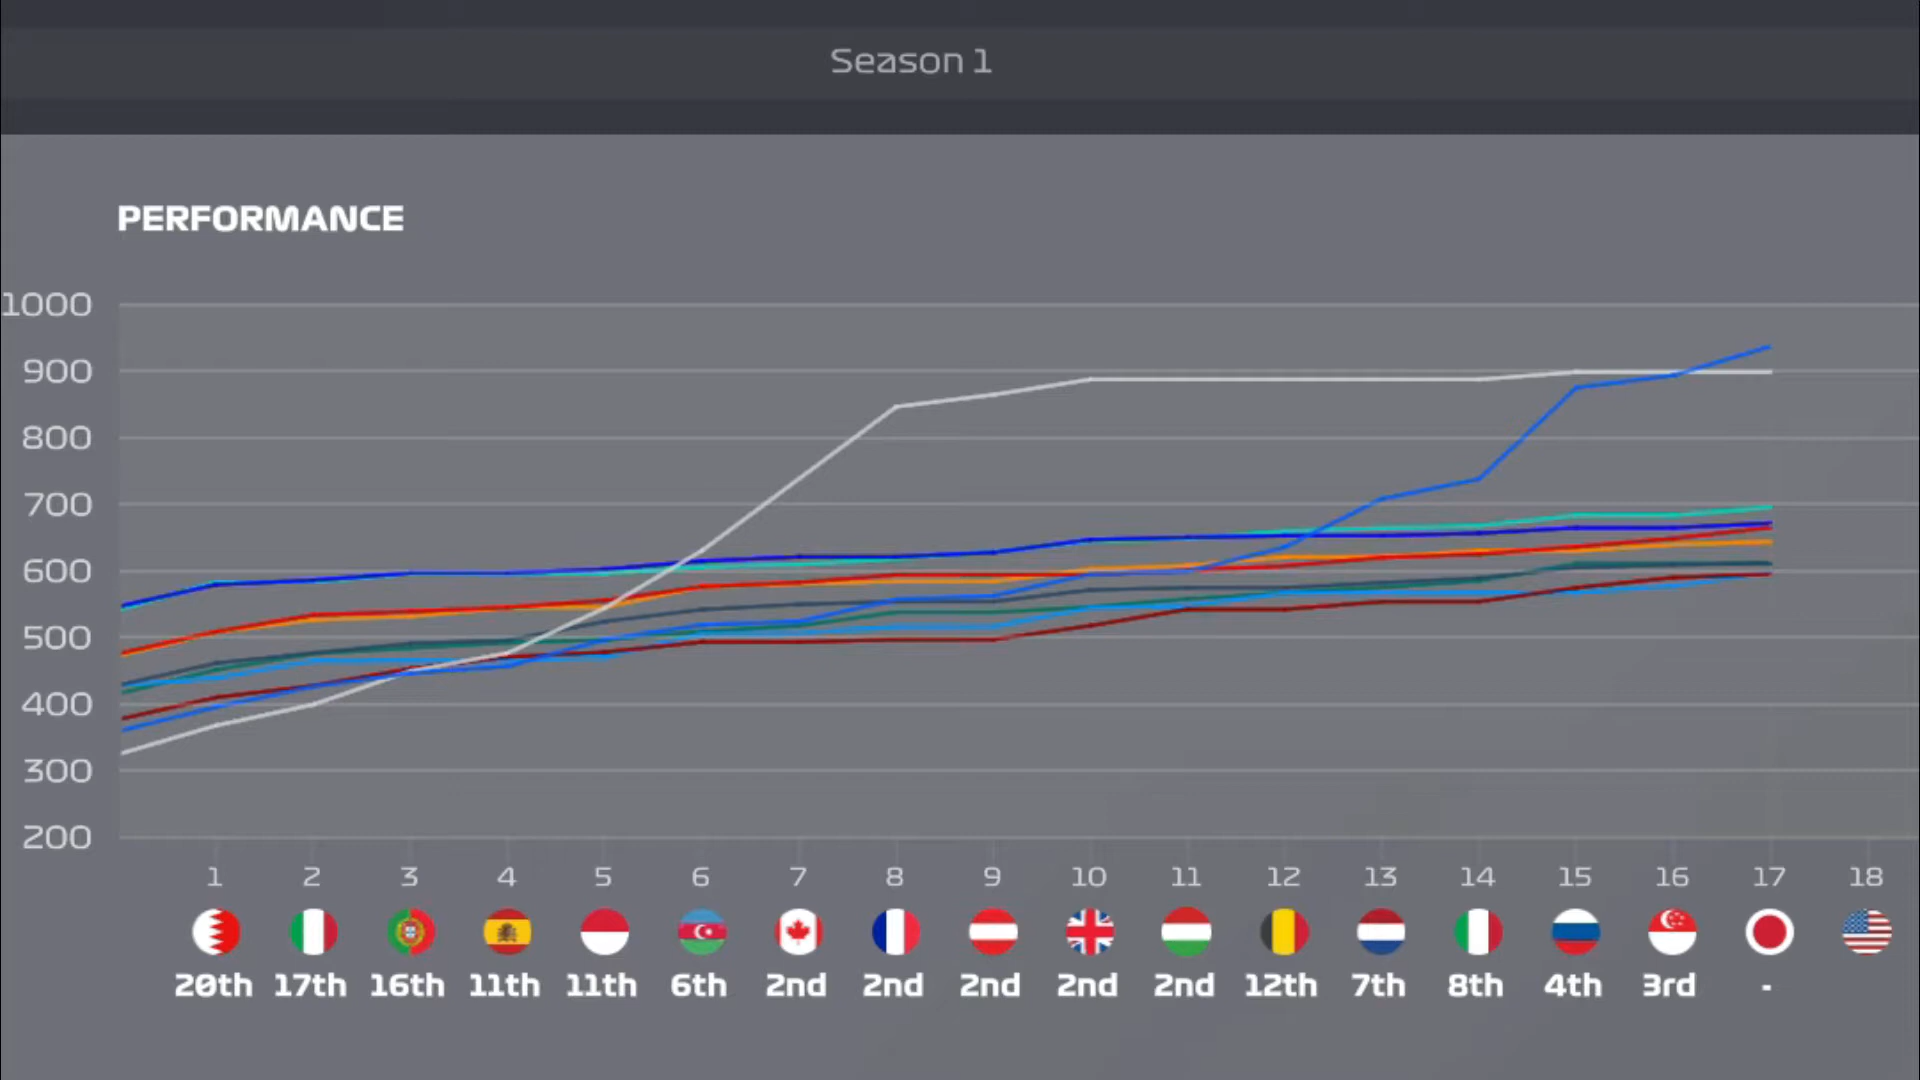 Season 1
PERFORMANCE
1000
900
800
700
600
500
400
300
200
1 2 3 4 5 6 7 8 9 10 11 12 13 14 15 16 17 18
20th 17th 16th 11th 11th 6th 2nd 2nd 2nd 2nd 2nd 12th 7th 8th 4th 3rd -